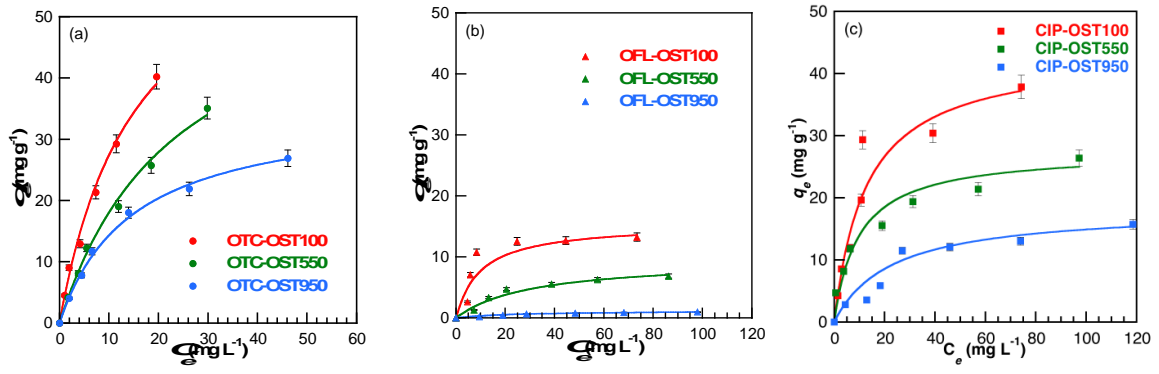 (a)
50
40
30
20
10
0
(mg g⁻¹)
OTC-OST100
OTC-OST550
OTC-OST950
0 10 20 30 40 50 60
(mg L⁻¹)
(b)
50
40
30
20
10
0
(mg g⁻¹)
OFL-OST100
OFL-OST550
OFL-OST950
0 20 40 60 80 100 120
(mg L⁻¹)
(c)
50
40
30
20
10
0
qₑ (mg g⁻¹)
CIP-OST100
CIP-OST550
CIP-OST950
0 20 40 60 80 100 120
Cₑ (mg L⁻¹)